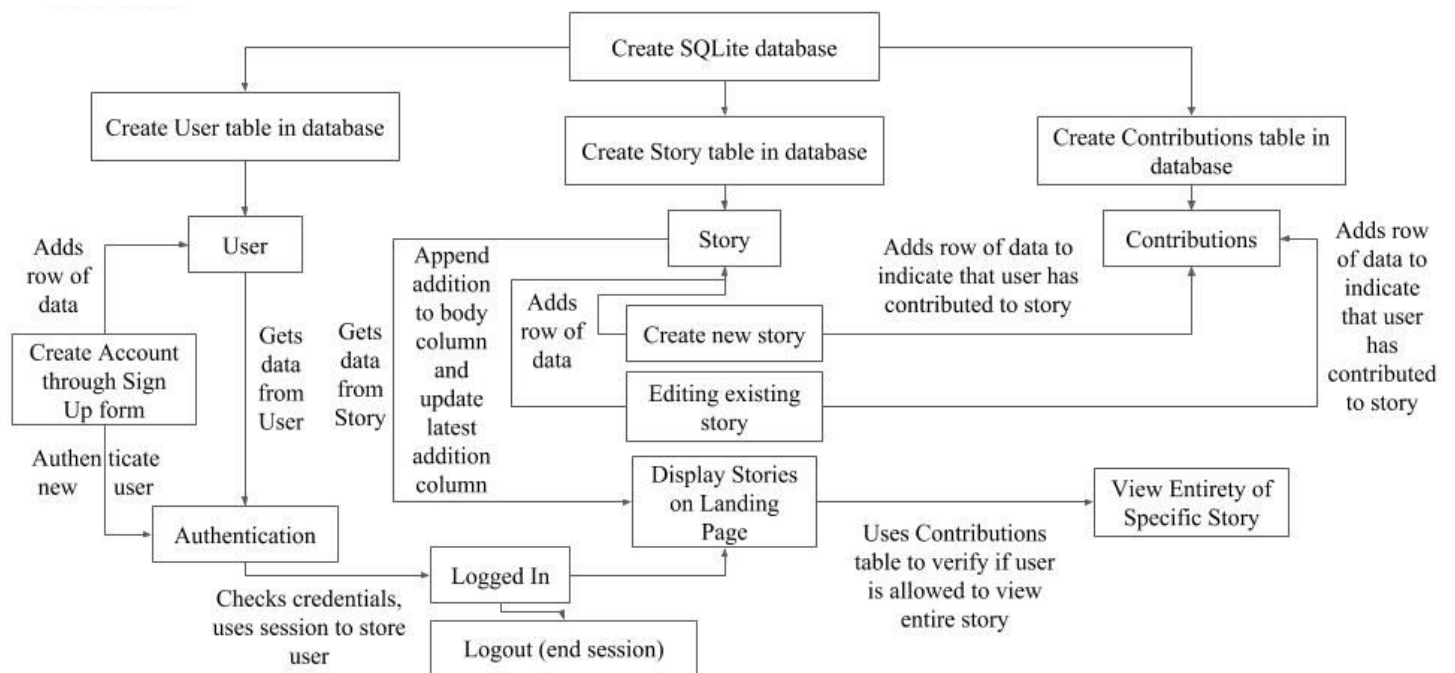 Create SQLite database
Create User table in database
Create Story table in database
Create Contributions table in
database
User
Story
Contributions
Adds
row of
data
Append
addition
to body
column
and
update
latest
addition
column
Adds row of data to
indicate that user has
contributed to story
Adds row
of data to
indicate
that user
has
contributed
to story
Adds
row of
data
Create new story
Create Account
through Sign
Up form
Gets
data
from
User
Gets
data
from
Story
Editing existing
story
Authenticate
new user
Display Stories
on Landing
Page
View Entirety of
Specific Story
Authentication
Uses Contributions
table to verify if user
is allowed to view
entire story
Logged In
Checks credentials,
uses session to store
user
Logout (end session)